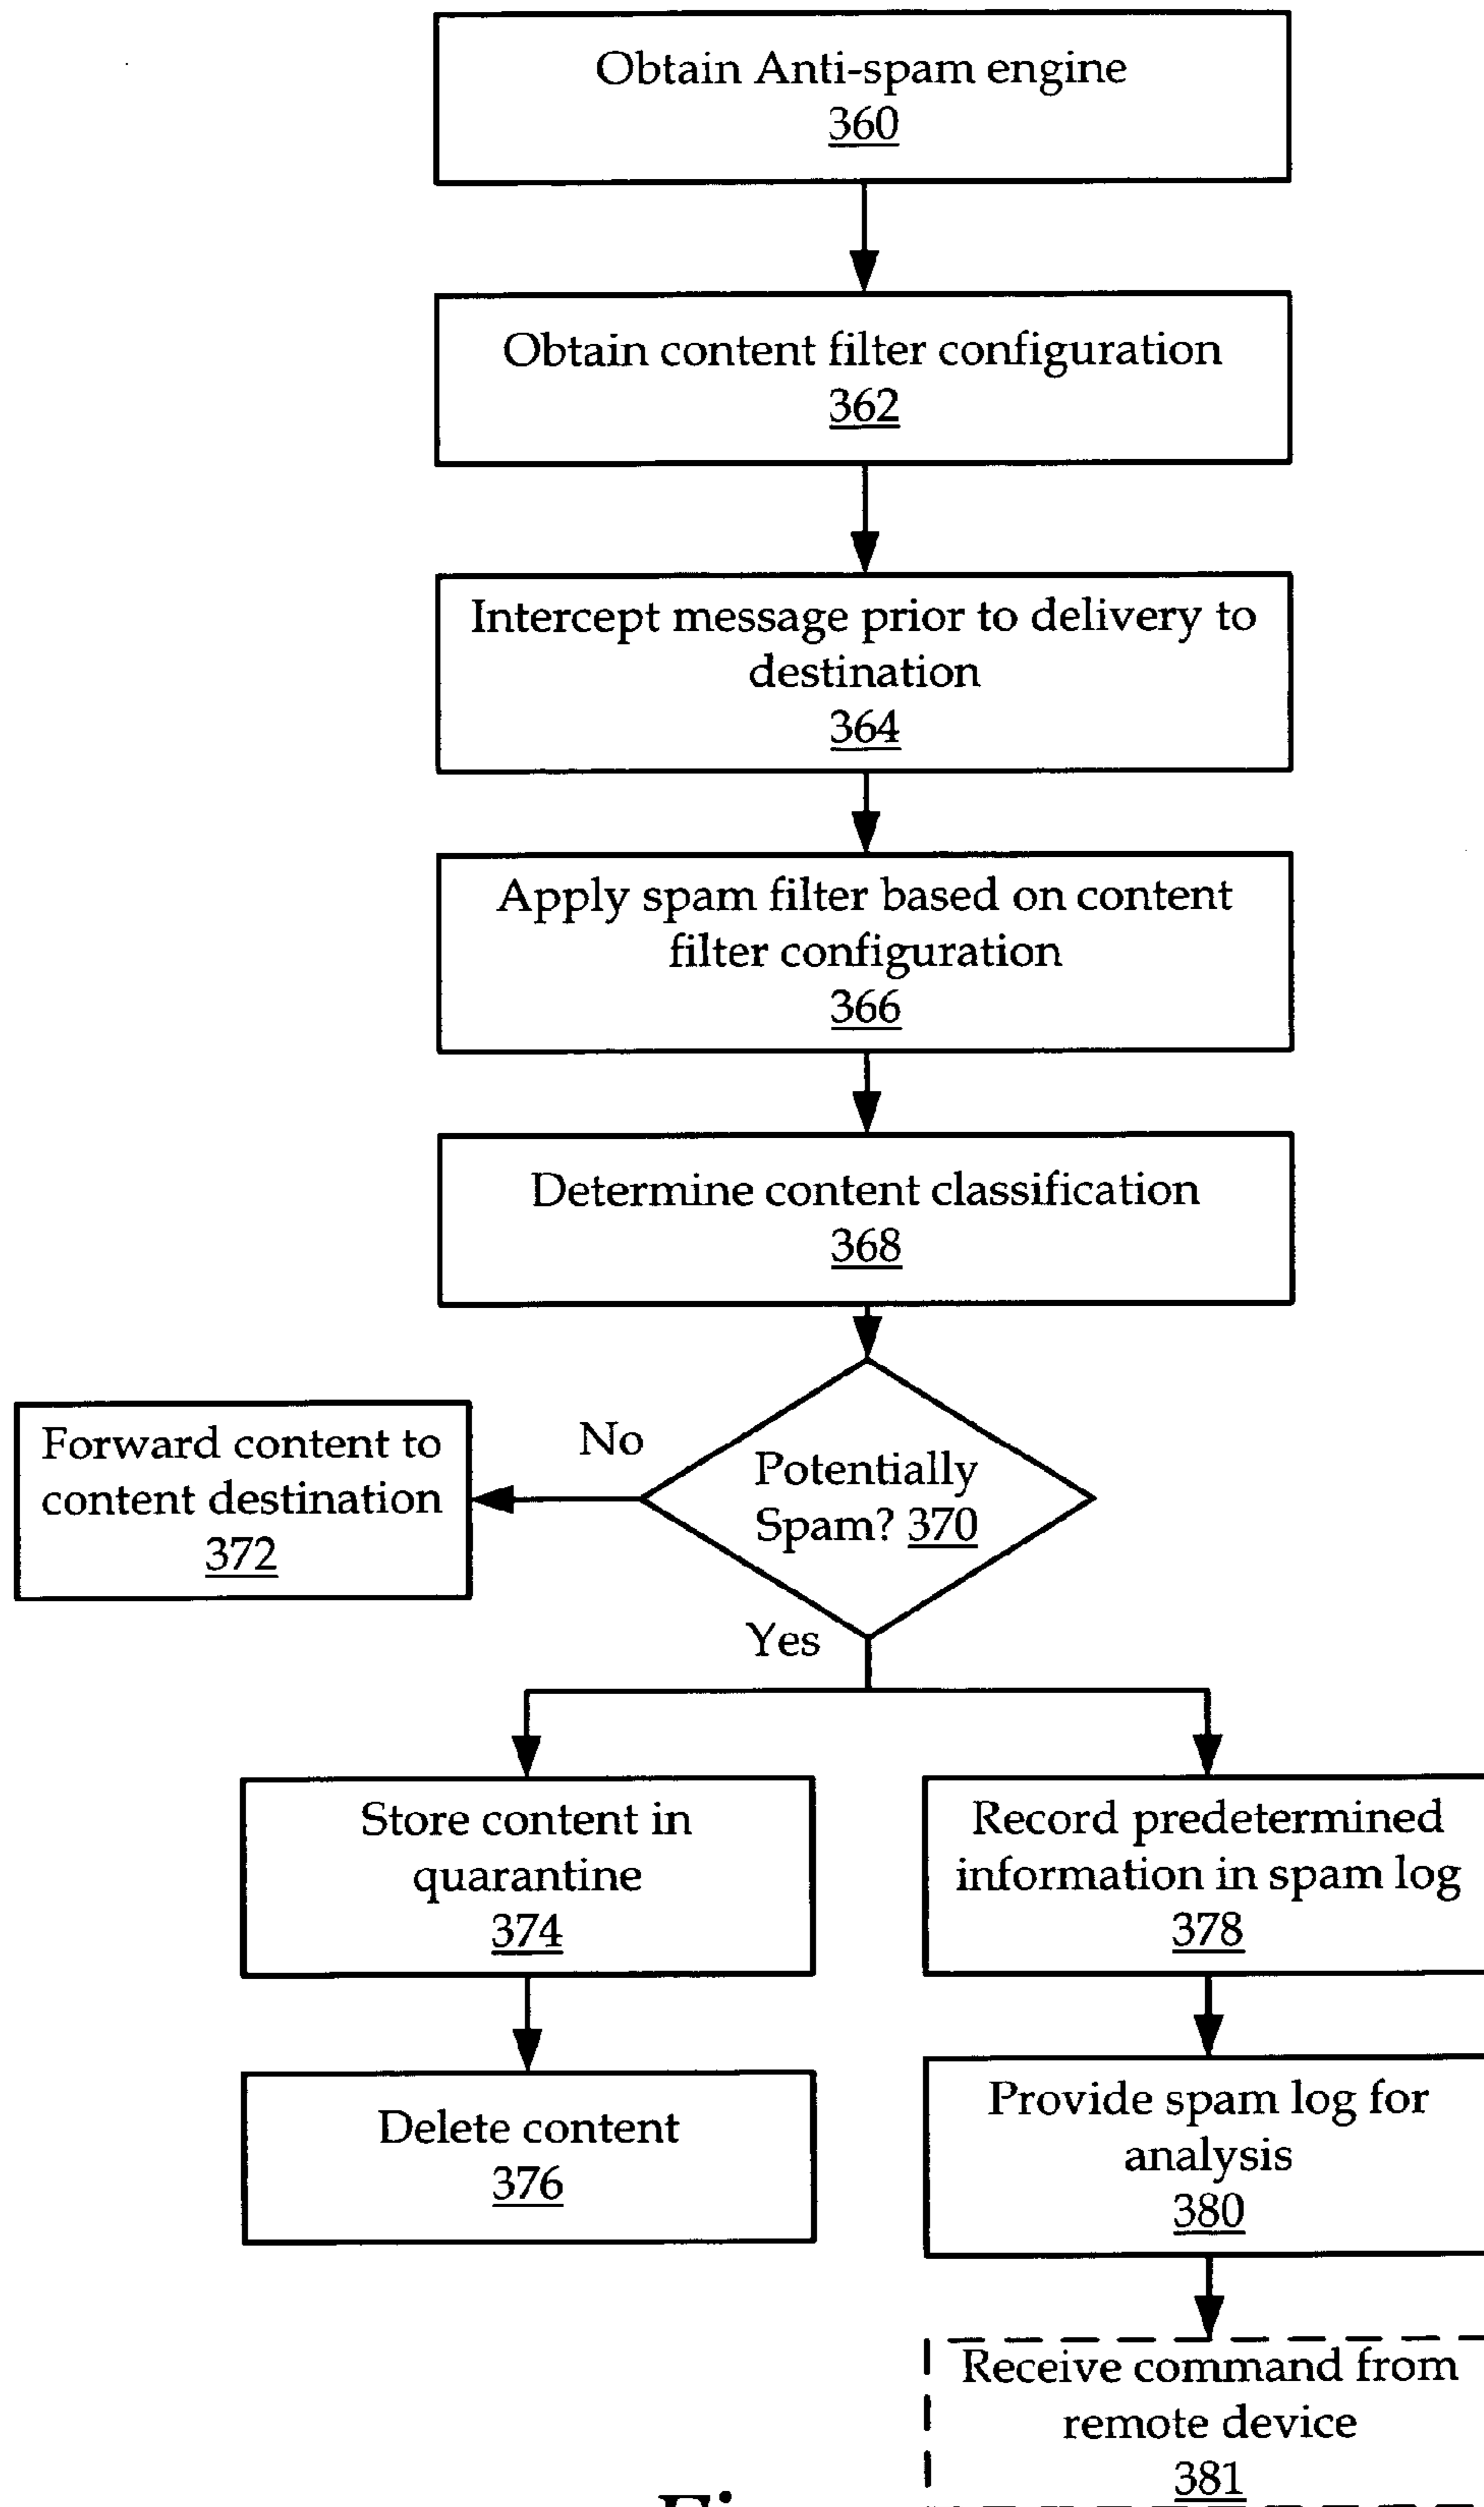 Obtain Anti-spam engine
360
Obtain content filter configuration
362
Intercept message prior to delivery to
destination
364
Apply spam filter based on content
filter configuration
366
Determine content classification
368
Forward content to
content destination
372
No
Potentially
Spam? 370
Yes
Store content in
quarantine
374
Record predetermined
information in spam log
378
Delete content
376
Provide spam log for
analysis
380
Receive command from
remote device
381